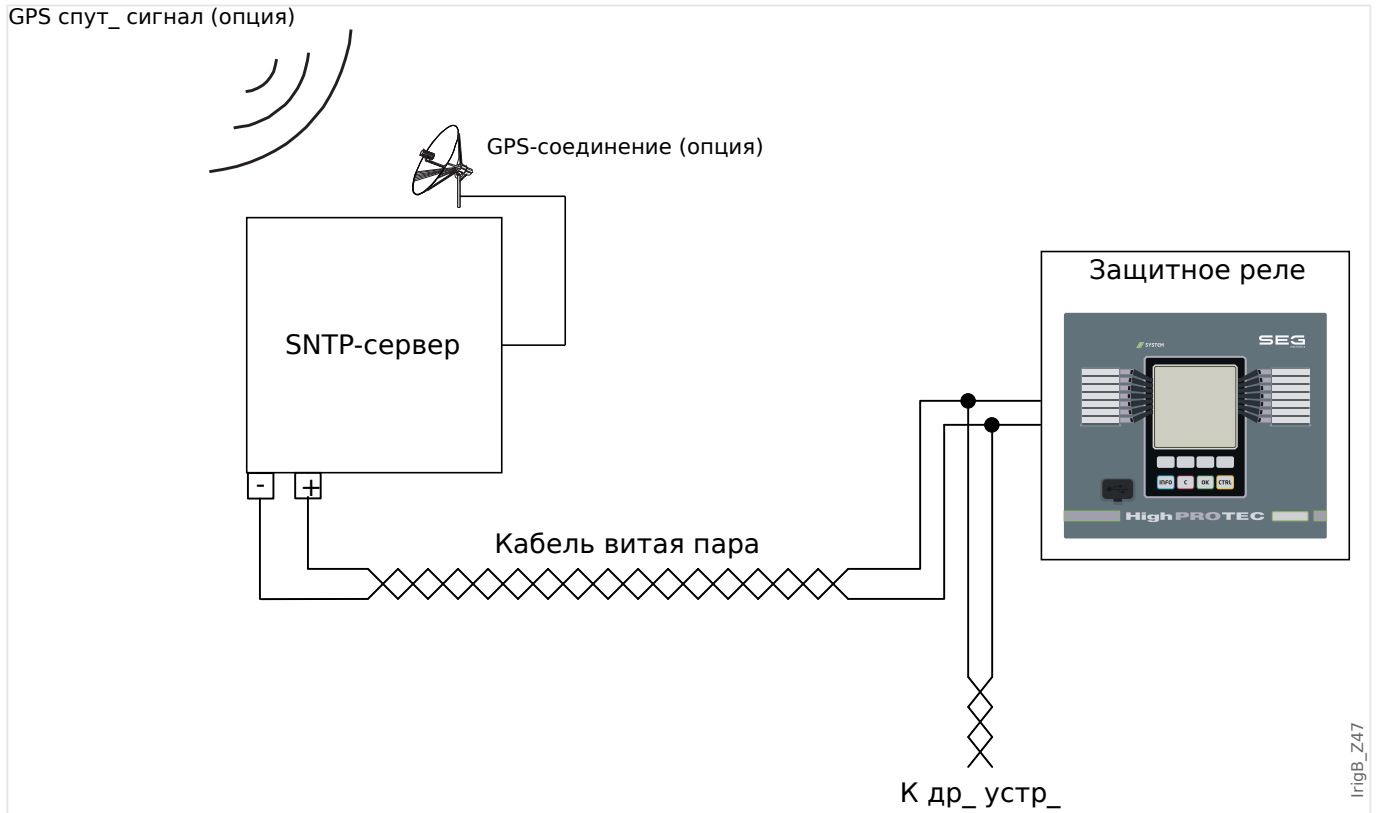 GPS спут_ сигнал (опция)
GPS-соединение (опция)
SNTP-сервер
Защитное реле
SYSTEM
SEG
INFO C OK CTRL
HighPROTEC
- +
Кабель витая пара
К др_ устр_
IrigB_Z47